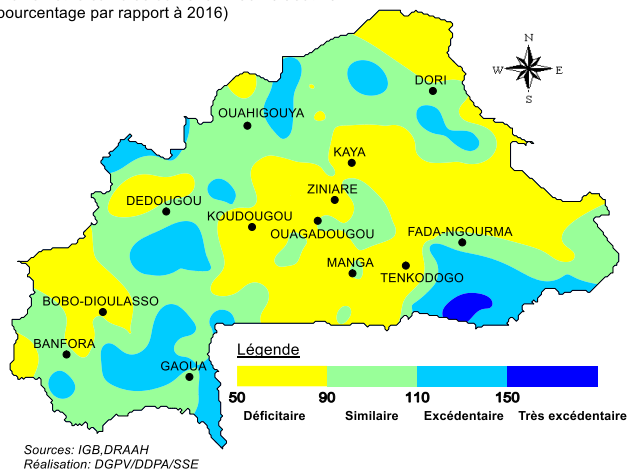 pourcentage par rapport à 2016)
N
W E
S
DORI
OUAHIGOUYA
KAYA
ZINIARE
DEDOUGOU
KOUDOUGOU
OUAGADOUGOU
FADA-NGOURMA
MANGA
TENKODOGO
BOBO-DIOULASSO
BANFORA
GAOUA
Légende
50 90 110 150
Déficitaire Similaire Excédentaire Très excédentaire
Sources: IGB,DRAAH
Réalisation: DGPV/DDPA/SSE